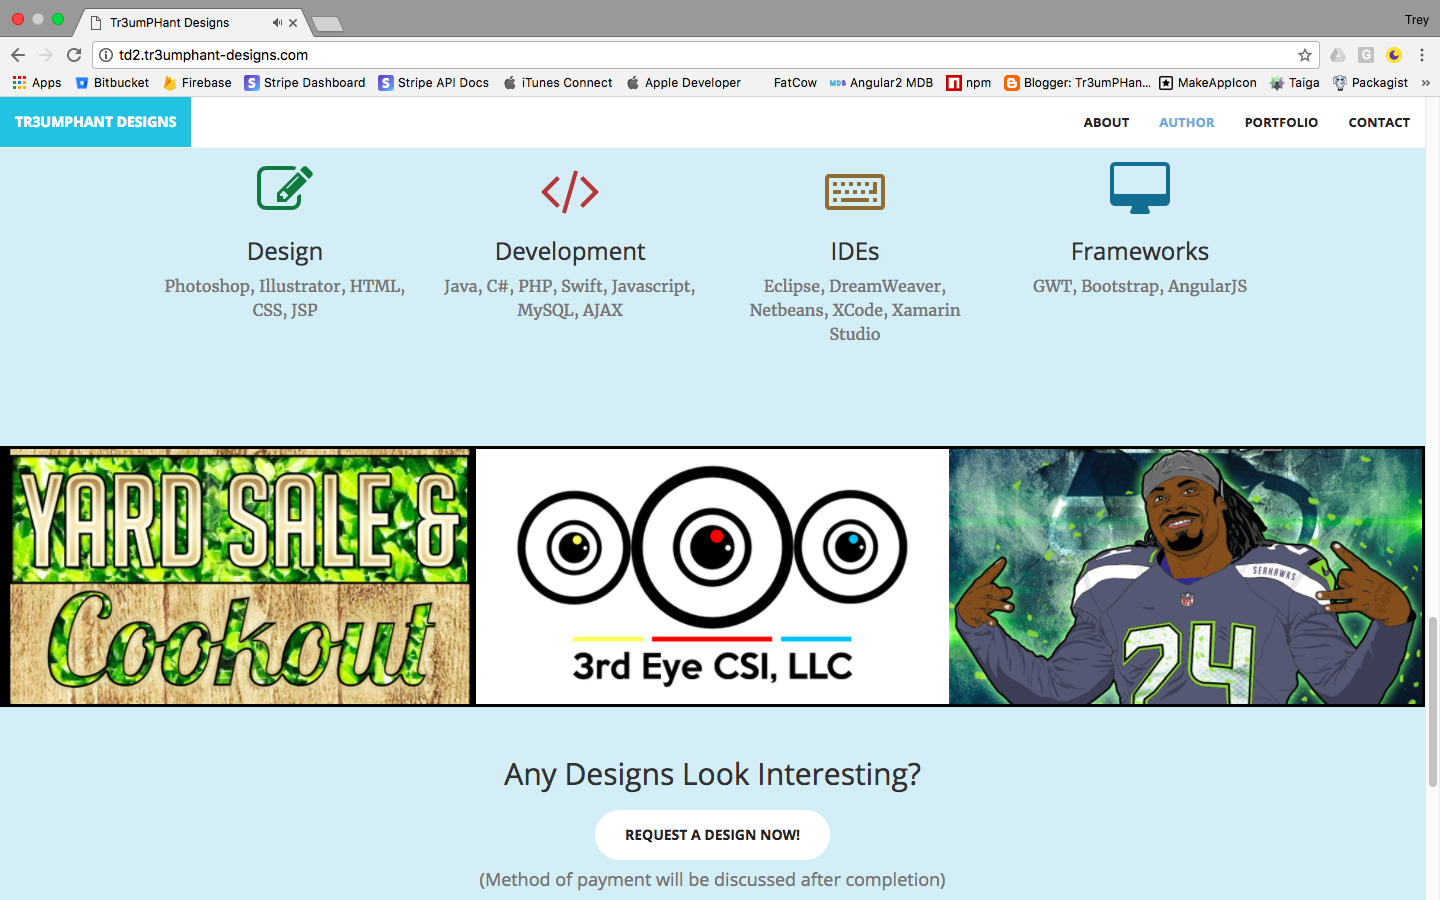 Tr3umPHant Designs
Trey
td2.tr3umphant-designs.com
Apps Bitbucket Firebase Stripe Dashboard Stripe API Docs iTunes Connect Apple Developer FatCow MDB Angular2 MDB npm Blogger: Tr3umPHan... MakeAppIcon Taiga Packagist »
TR3UMPHANT DESIGNS
ABOUT AUTHOR PORTFOLIO CONTACT
Design
Photoshop, Illustrator, HTML,
CSS, JSP
Development
Java, C#, PHP, Swift, Javascript,
MySQL, AJAX
IDEs
Eclipse, DreamWeaver,
Netbeans, XCode, Xamarin
Studio
Frameworks
GWT, Bootstrap, AngularJS
YARD SALE &
Cookout
3rd Eye CSI, LLC
SEAHAWKS
24
Any Designs Look Interesting?
REQUEST A DESIGN NOW!
(Method of payment will be discussed after completion)